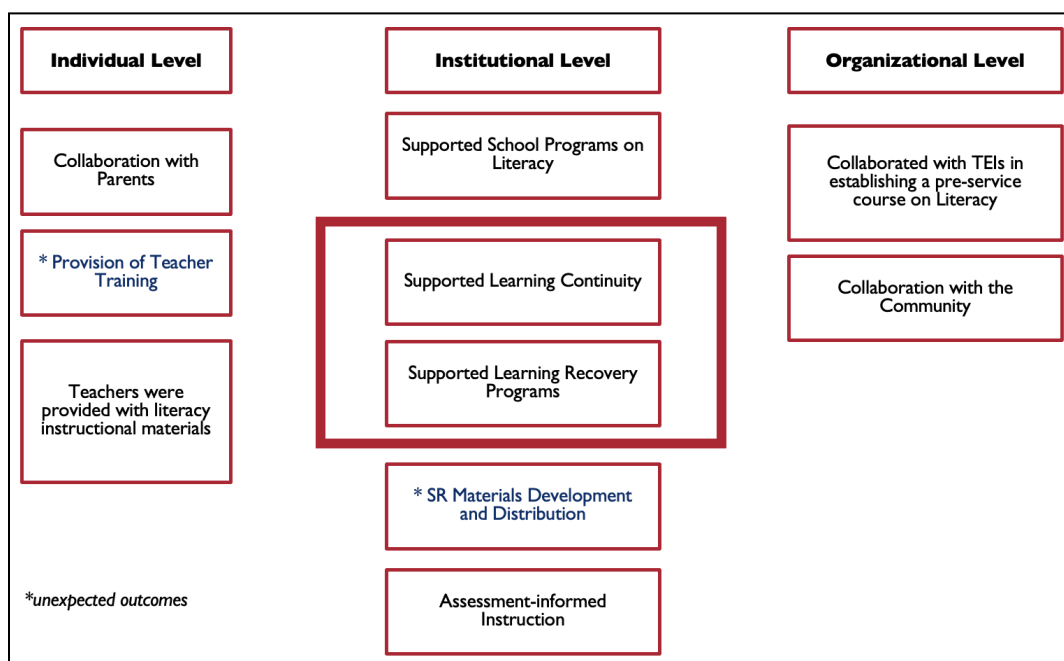 Individual Level
Collaboration with
Parents
* Provision of Teacher
Training
Teachers were
provided with literacy
instructional materials
*unexpected outcomes
Institutional Level
Supported School Programs on
Literacy
Supported Learning Continuity
Supported Learning Recovery
Programs
* SR Materials Development
and Distribution
Assessment-informed
Instruction
Organizational Level
Collaborated with TEIs in
establishing a pre-service
course on Literacy
Collaboration with the
Community